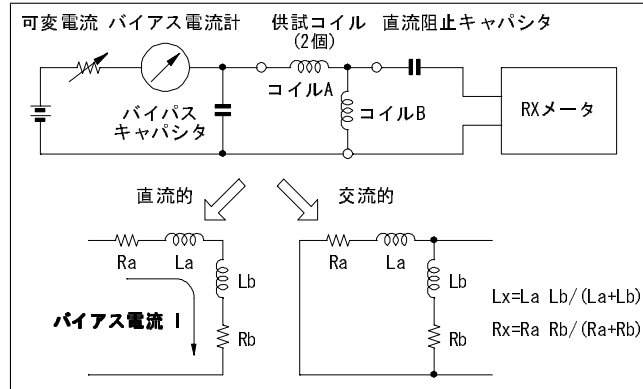 可変電流 バイアス電流計
供試コイル
(2個)
直流阻止キャパシタ
コイルA
バイパス
キャパシタ
コイルB
RXメータ
直流的
交流的
Ra
La
Lb
Rb
バイアス電流 I
Ra
La
Lb
Rb
Lx=La Lb/(La+Lb)
Rx=Ra Rb/(Ra+Rb)